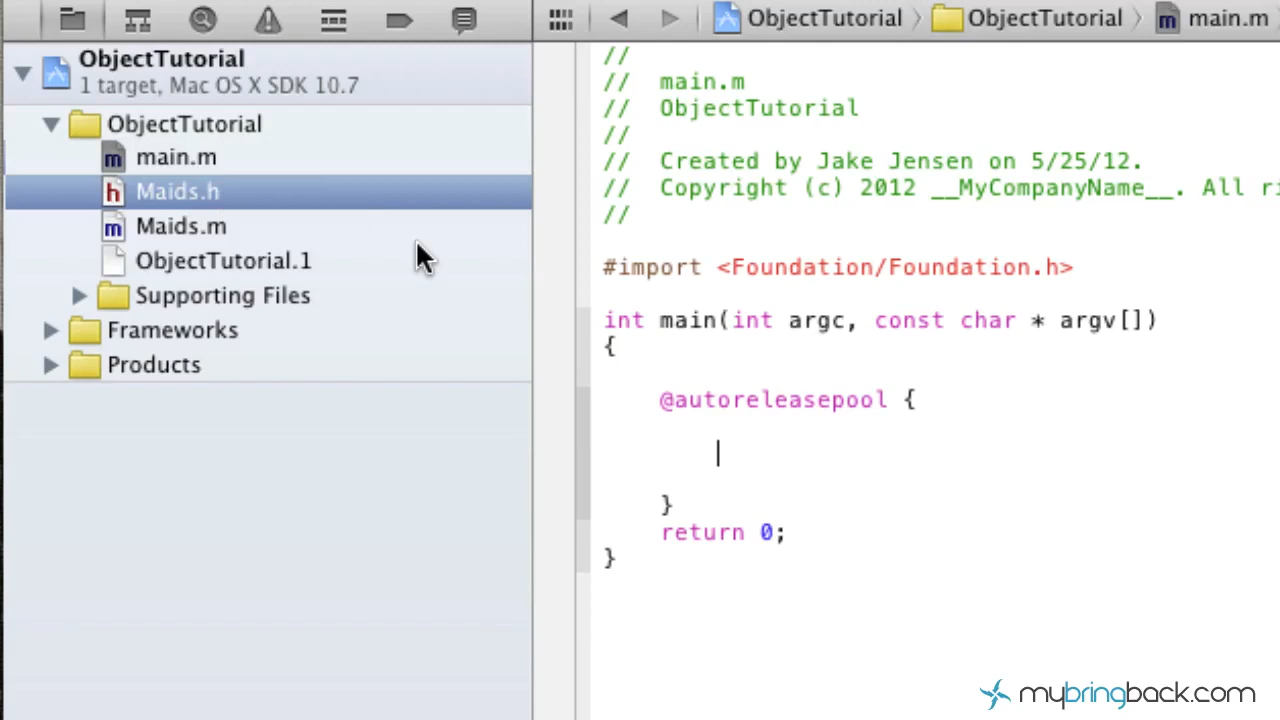 ObjectTutorial
1 target, Mac OS X SDK 10.7
ObjectTutorial
m main.m
h Maids.h
m Maids.m
ObjectTutorial.1
Supporting Files
Frameworks
Products
ObjectTutorial ObjectTutorial m main.m
//
// main.m
// ObjectTutorial
//
// Created by Jake Jensen on 5/25/12.
// Copyright (c) 2012 __MyCompanyName__. All ri
//
#import <Foundation/Foundation.h>
int main(int argc, const char * argv[])
{
@autoreleasepool {
}
return 0;
}
mybringback.com